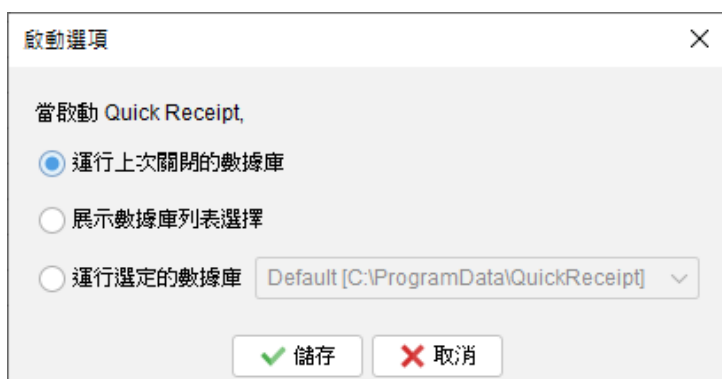 啟動選項
當啟動 Quick Receipt,
運行上次關閉的數據庫
展示數據庫列表選擇
運行選定的數據庫 Default [C:\ProgramData\QuickReceipt]
儲存 取消